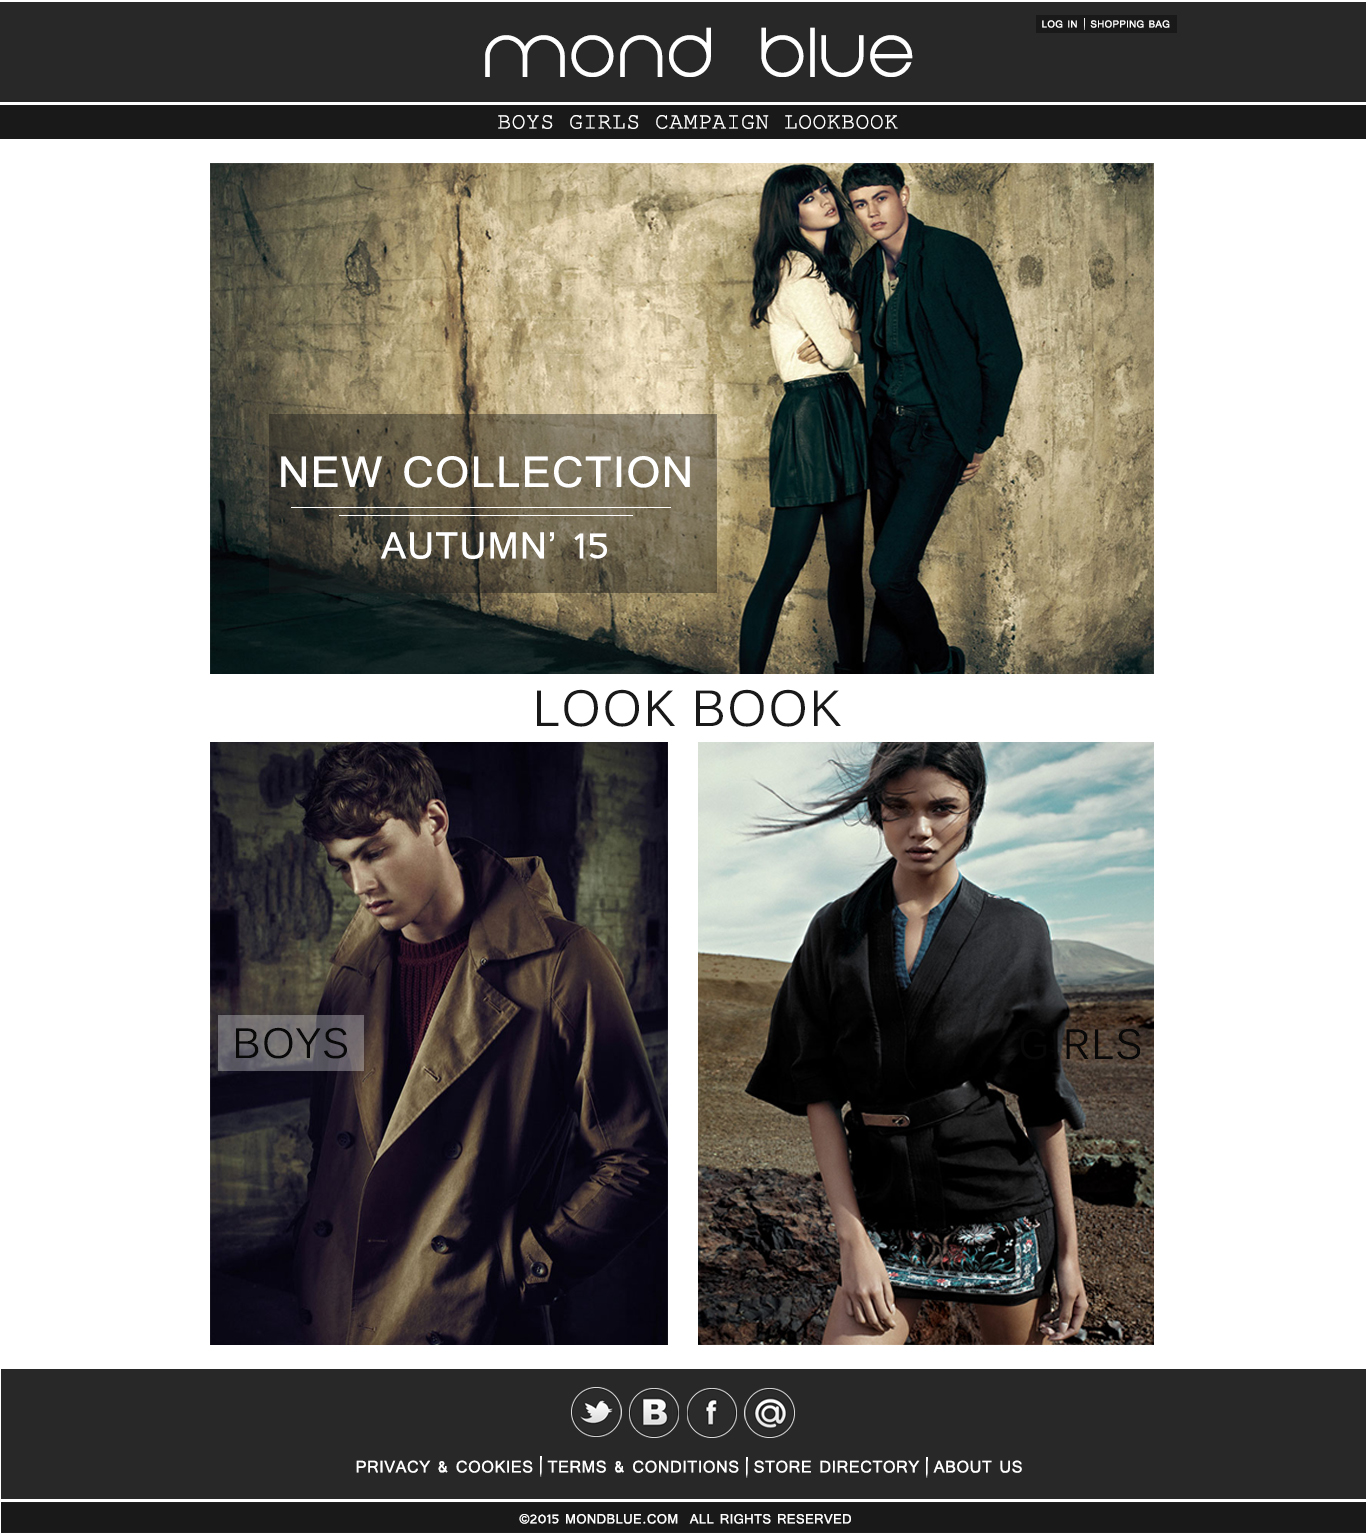 LOG IN | SHOPPING BAG
mond blue
BOYS GIRLS CAMPAIGN LOOKBOOK
NEW COLLECTION
AUTUMN' 15
LOOK BOOK
BOYS
GIRLS
PRIVACY & COOKIES | TERMS & CONDITIONS | STORE DIRECTORY | ABOUT US
©2015 MONDBLUE.COM ALL RIGHTS RESERVED